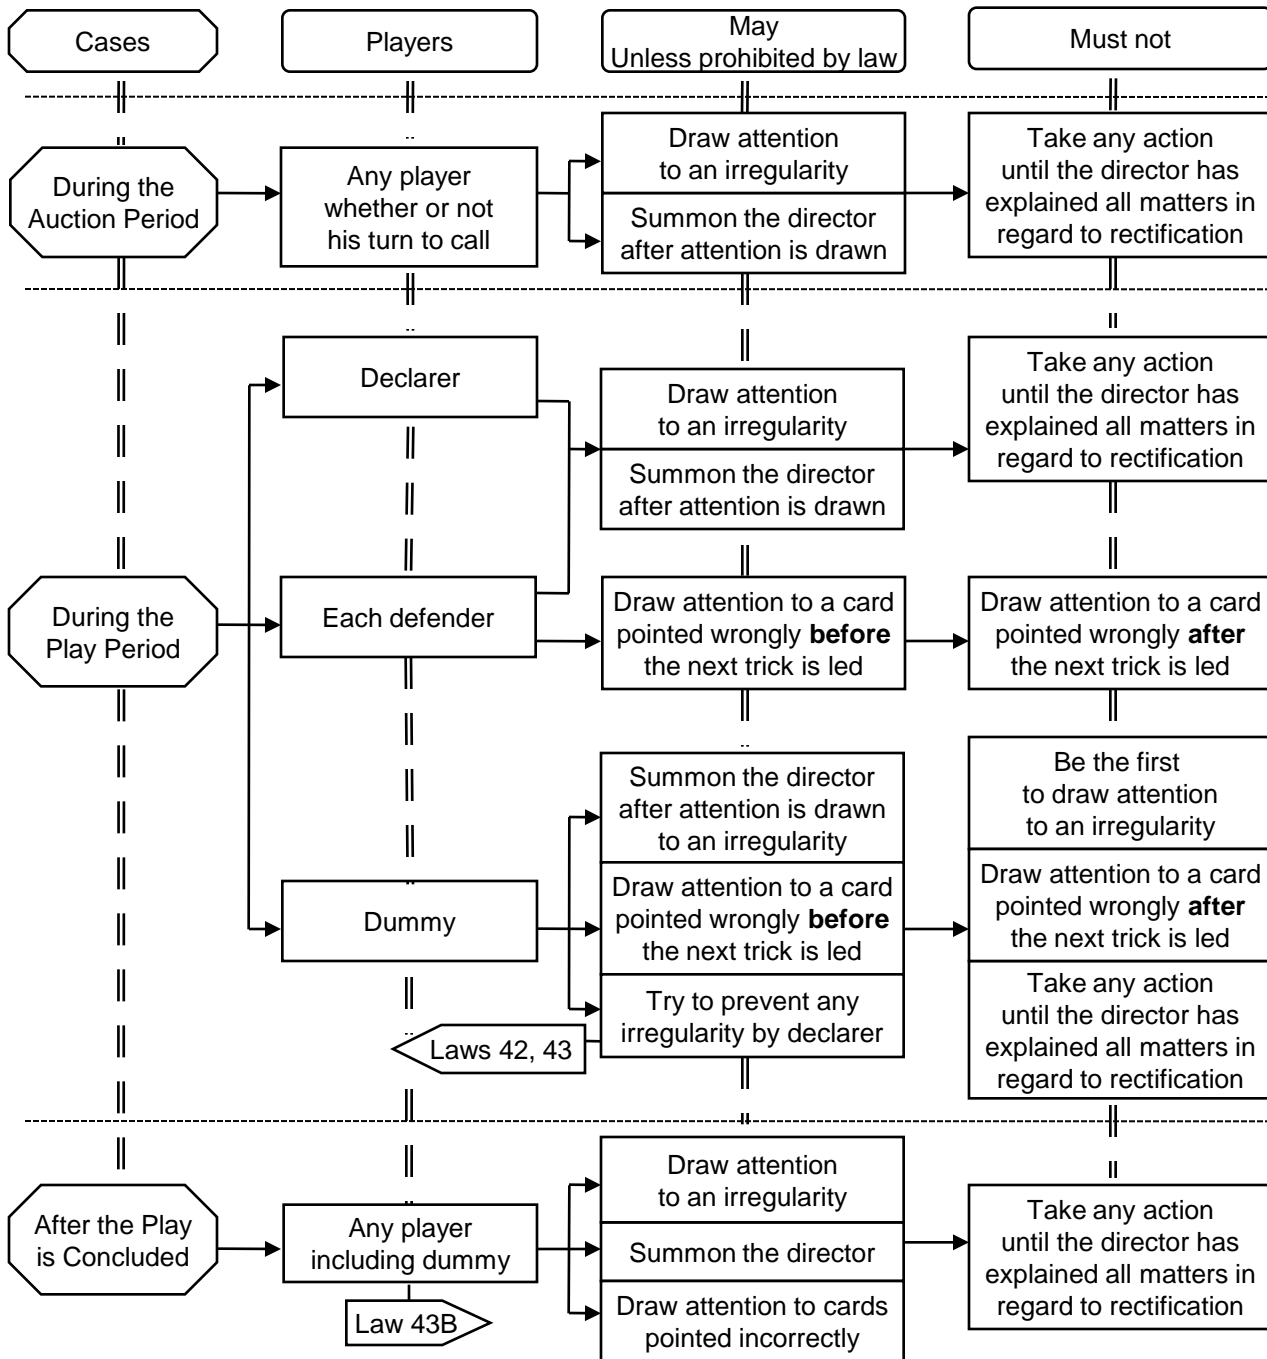 Cases
Players
May
Unless prohibited by law
Must not
During the
Auction Period
Any player
whether or not
his turn to call
Draw attention
to an irregularity
Summon the director
after attention is drawn
Take any action
until the director has
explained all matters in
regard to rectification
During the
Play Period
Declarer
Draw attention
to an irregularity
Summon the director
after attention is drawn
Take any action
until the director has
explained all matters in
regard to rectification
Each defender
Draw attention to a card
pointed wrongly before
the next trick is led
Draw attention to a card
pointed wrongly after
the next trick is led
Dummy
Summon the director
after attention is drawn
to an irregularity
Draw attention to a card
pointed wrongly before
the next trick is led
Try to prevent any
irregularity by declarer
Laws 42, 43
Be the first
to draw attention
to an irregularity
Draw attention to a card
pointed wrongly after
the next trick is led
Take any action
until the director has
explained all matters in
regard to rectification
After the Play
is Concluded
Any player
including dummy
Law 43B
Draw attention
to an irregularity
Summon the director
Draw attention to cards
pointed incorrectly
Take any action
until the director has
explained all matters in
regard to rectification